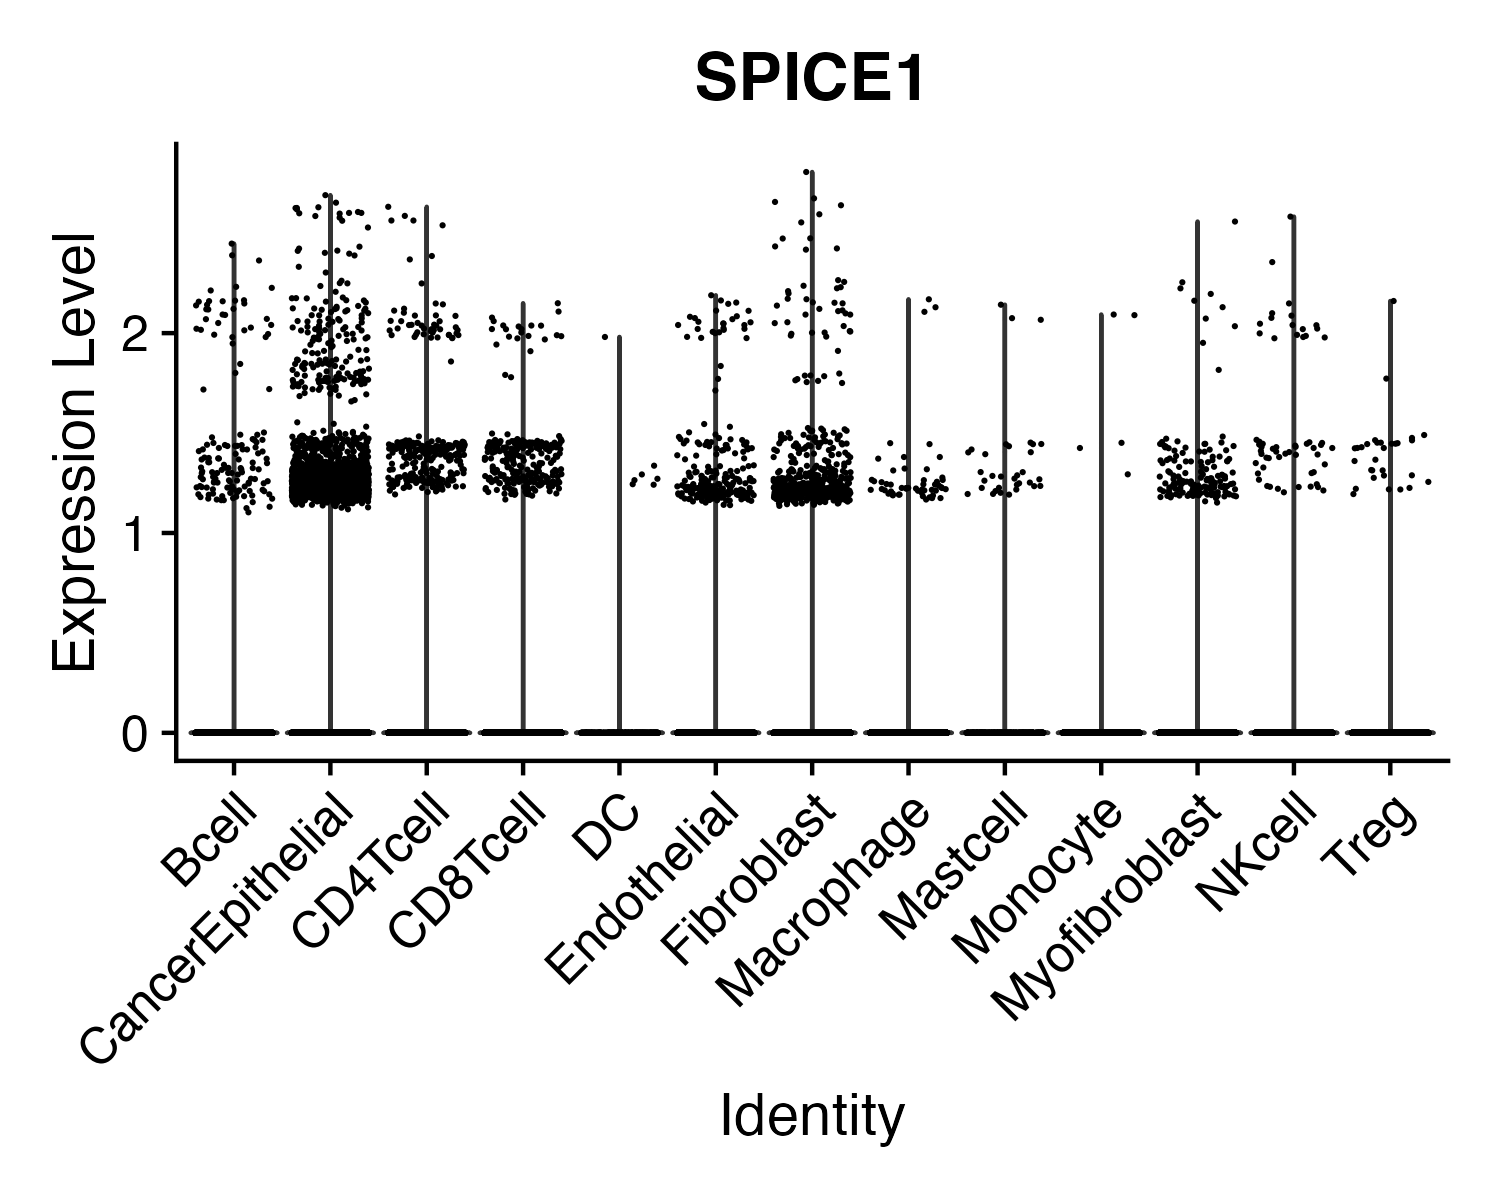 SPICE1
Expression Level
2
1
0
Bcell
CancerEpithelial
CD4Tcell
CD8Tcell
DC
Endothelial
Fibroblast
Macrophage
Mastcell
Monocyte
Myofibroblast
NKcell
Treg
Identity